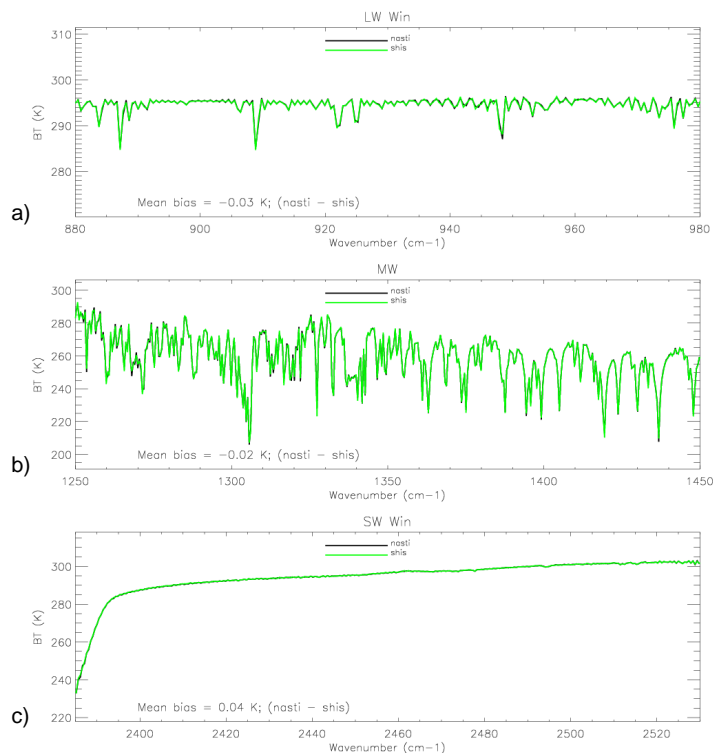 LW Win
nasti
shis
310
300
290
280
BT (K)
Mean bias = −0.03 K; (nasti − shis)
880 900 920 940 960 980
Wavenumber (cm−1)
a)
MW
nasti
shis
280
260
240
220
200
BT (K)
Mean bias = −0.02 K; (nasti − shis)
1250 1300 1350 1400 1450
Wavenumber (cm−1)
b)
SW Win
nasti
shis
300
280
260
240
220
BT (K)
Mean bias = 0.04 K; (nasti − shis)
2400 2420 2440 2460 2480 2500 2520
Wavenumber (cm−1)
c)